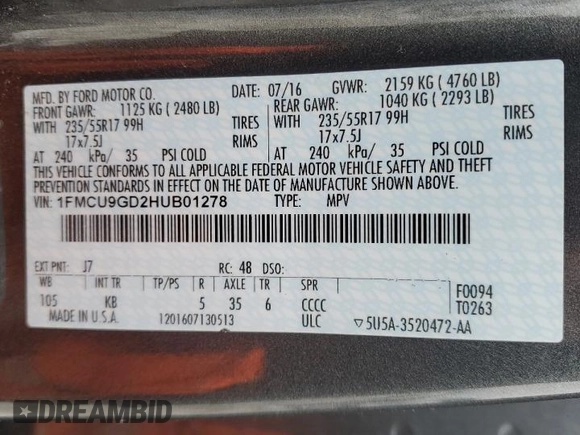 MFD. BY FORD MOTOR CO.
DATE: 07/16 GVWR: 2159 KG ( 4760 LB)
FRONT GAWR: 1125 KG ( 2480 LB)
REAR GAWR: 1040 KG ( 2293 LB)
WITH 235/55R17 99H TIRES
WITH 235/55R17 99H TIRES
17x7.5J RIMS
17x7.5J RIMS
AT 240 kPa/ 35 PSI COLD
AT 240 kPa/ 35 PSI COLD
THIS VEHICLE CONFORMS TO ALL APPLICABLE FEDERAL MOTOR VEHICLE SAFETY AND THEFT
PREVENTION STANDARDS IN EFFECT ON THE DATE OF MANUFACTURE SHOWN ABOVE.
VIN: 1FMCU9GD2HUB01278 TYPE: MPV
EXT PNT: J7 RC: 48 DSO:
WB INT TR TP/PS R AXLE TR SPR
105 KB 5 35 6 CCCC
F0094
T0263
MADE IN U.S.A. 1201607130513 ULC ▽5U5A-3520472-AA
DREAMBID